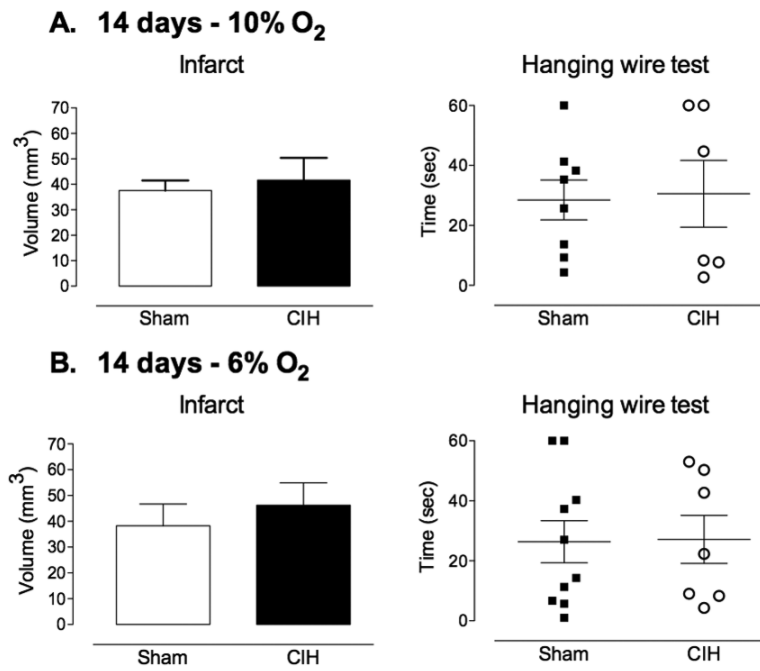 A. 14 days - 10% O₂
Infarct
Hanging wire test
70
60
50
40
30
20
10
0
Volume (mm³)
Sham
CIH
60
40
20
0
Time (sec)
Sham
CIH
B. 14 days - 6% O₂
Infarct
Hanging wire test
70
60
50
40
30
20
10
0
Volume (mm³)
Sham
CIH
60
40
20
0
Time (sec)
Sham
CIH